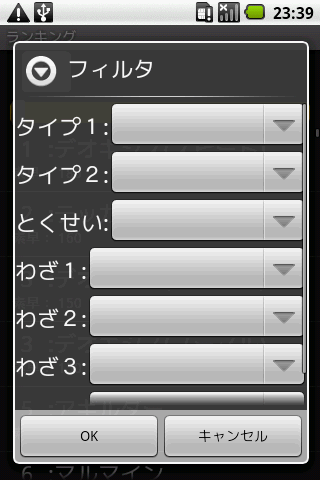 23:39
ランキング
フィルタ
タイプ１:
タイプ２:
とくせい:
わざ１:
わざ２:
わざ３:
OK
キャンセル
6 :マルマイン